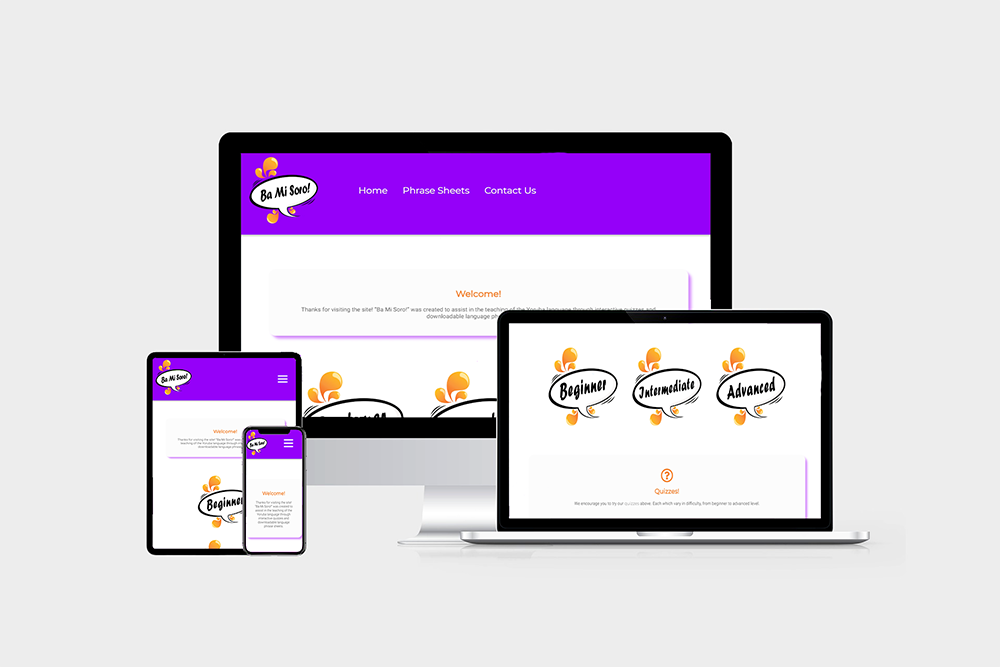 Ba Mi Soro!
Home Phrase Sheets Contact Us
Welcome!
Thanks for visiting the site! "Ba Mi Soro!" was created to assist in the teaching of the Yoruba language through interactive quizzes and
downloadable language
Ba Mi Soro!
Welcome!
Thanks for visiting the site! "Ba Mi Soro!" was created to assist in the
teaching of the Yoruba language through
downloadable language
Beginner
Ba Mi Soro!
Welcome!
Thanks for visiting the site!
"Ba Mi Soro!" was created to
assist in the teaching of the
Yoruba language through
interactive quizzes and
downloadable language
phrase sheets.
Beginner Intermediate Advanced
?
Quizzes!
We encourage you to try our quizzes above. Each which vary in difficulty, from beginner to advanced level.